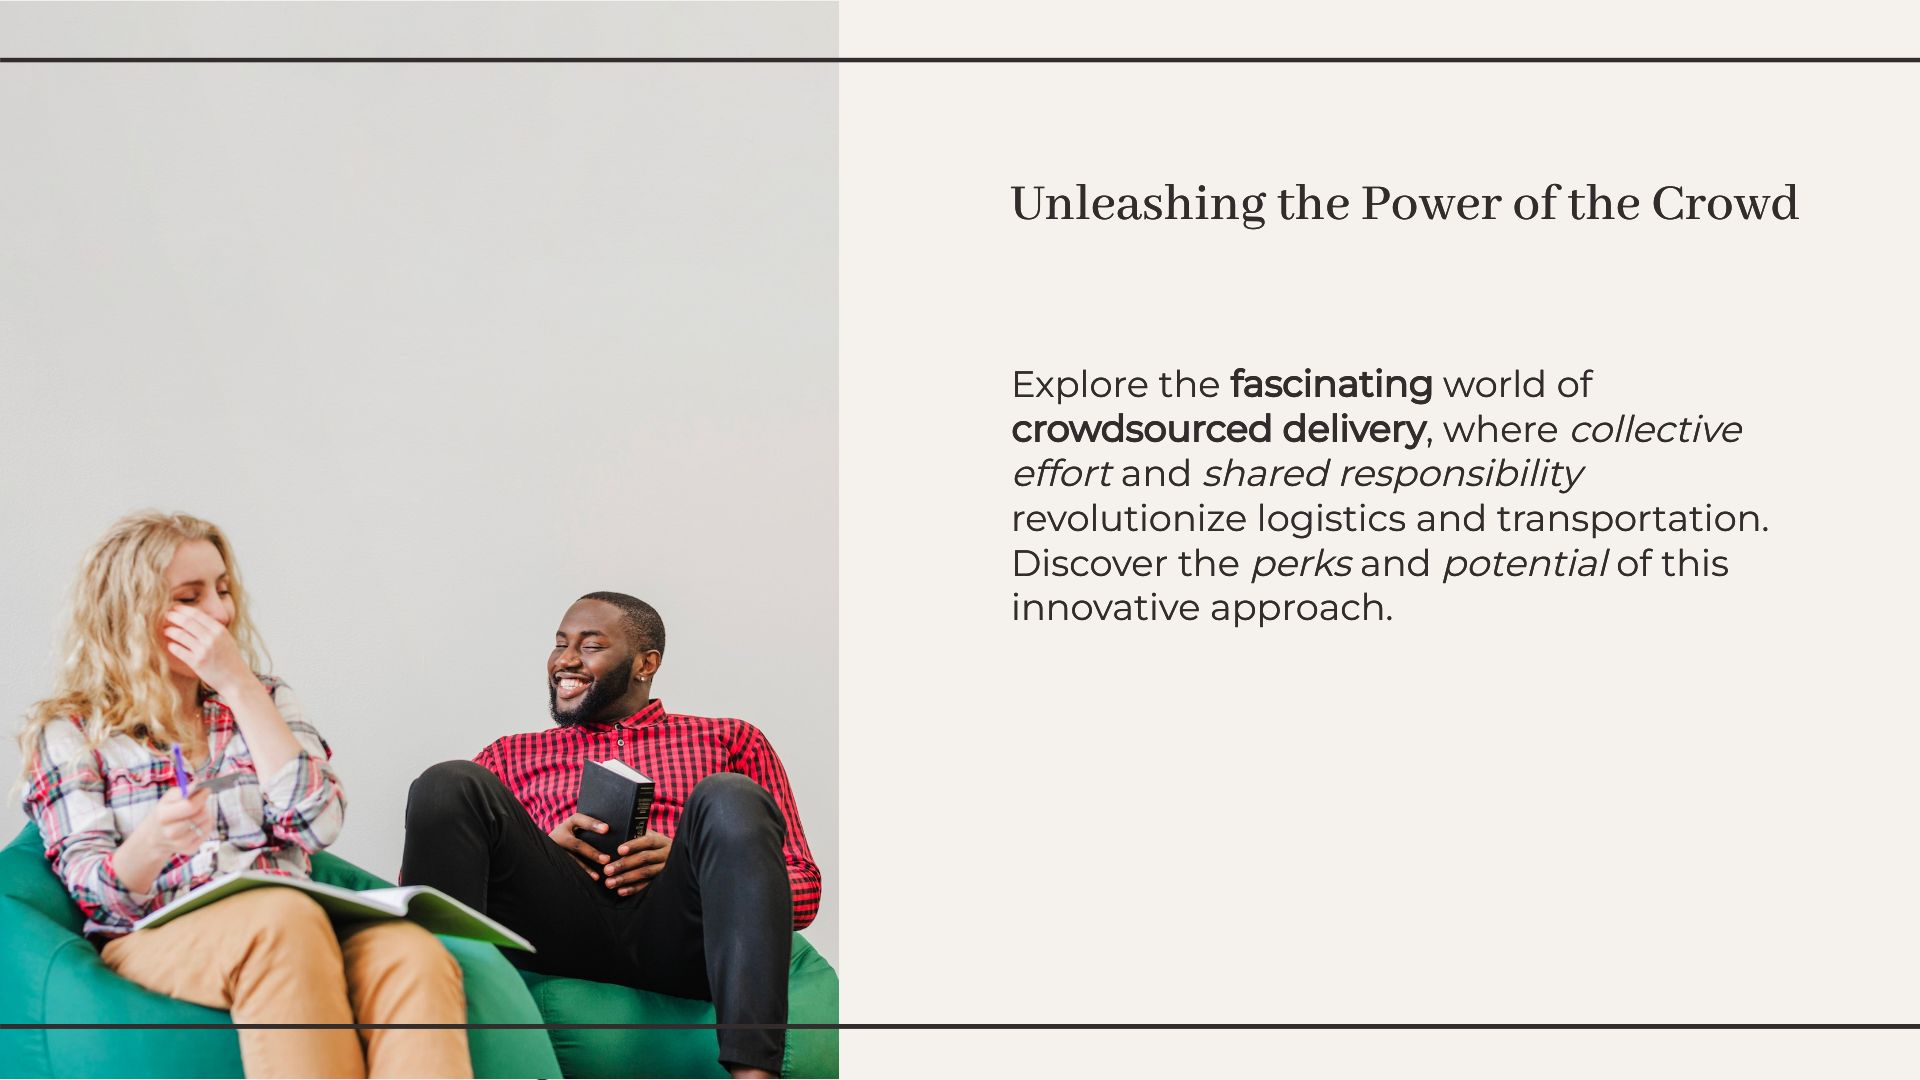 Unleashing the Power of the Crowd
Explore the fascinating world of
crowdsourced delivery, where collective
effort and shared responsibility
revolutionize logistics and transportation.
Discover the perks and potential of this
innovative approach.